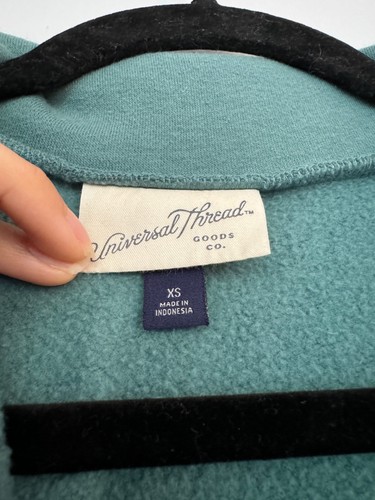 Universal Thread™
GOODS
CO.
XS
MADE IN
INDONESIA